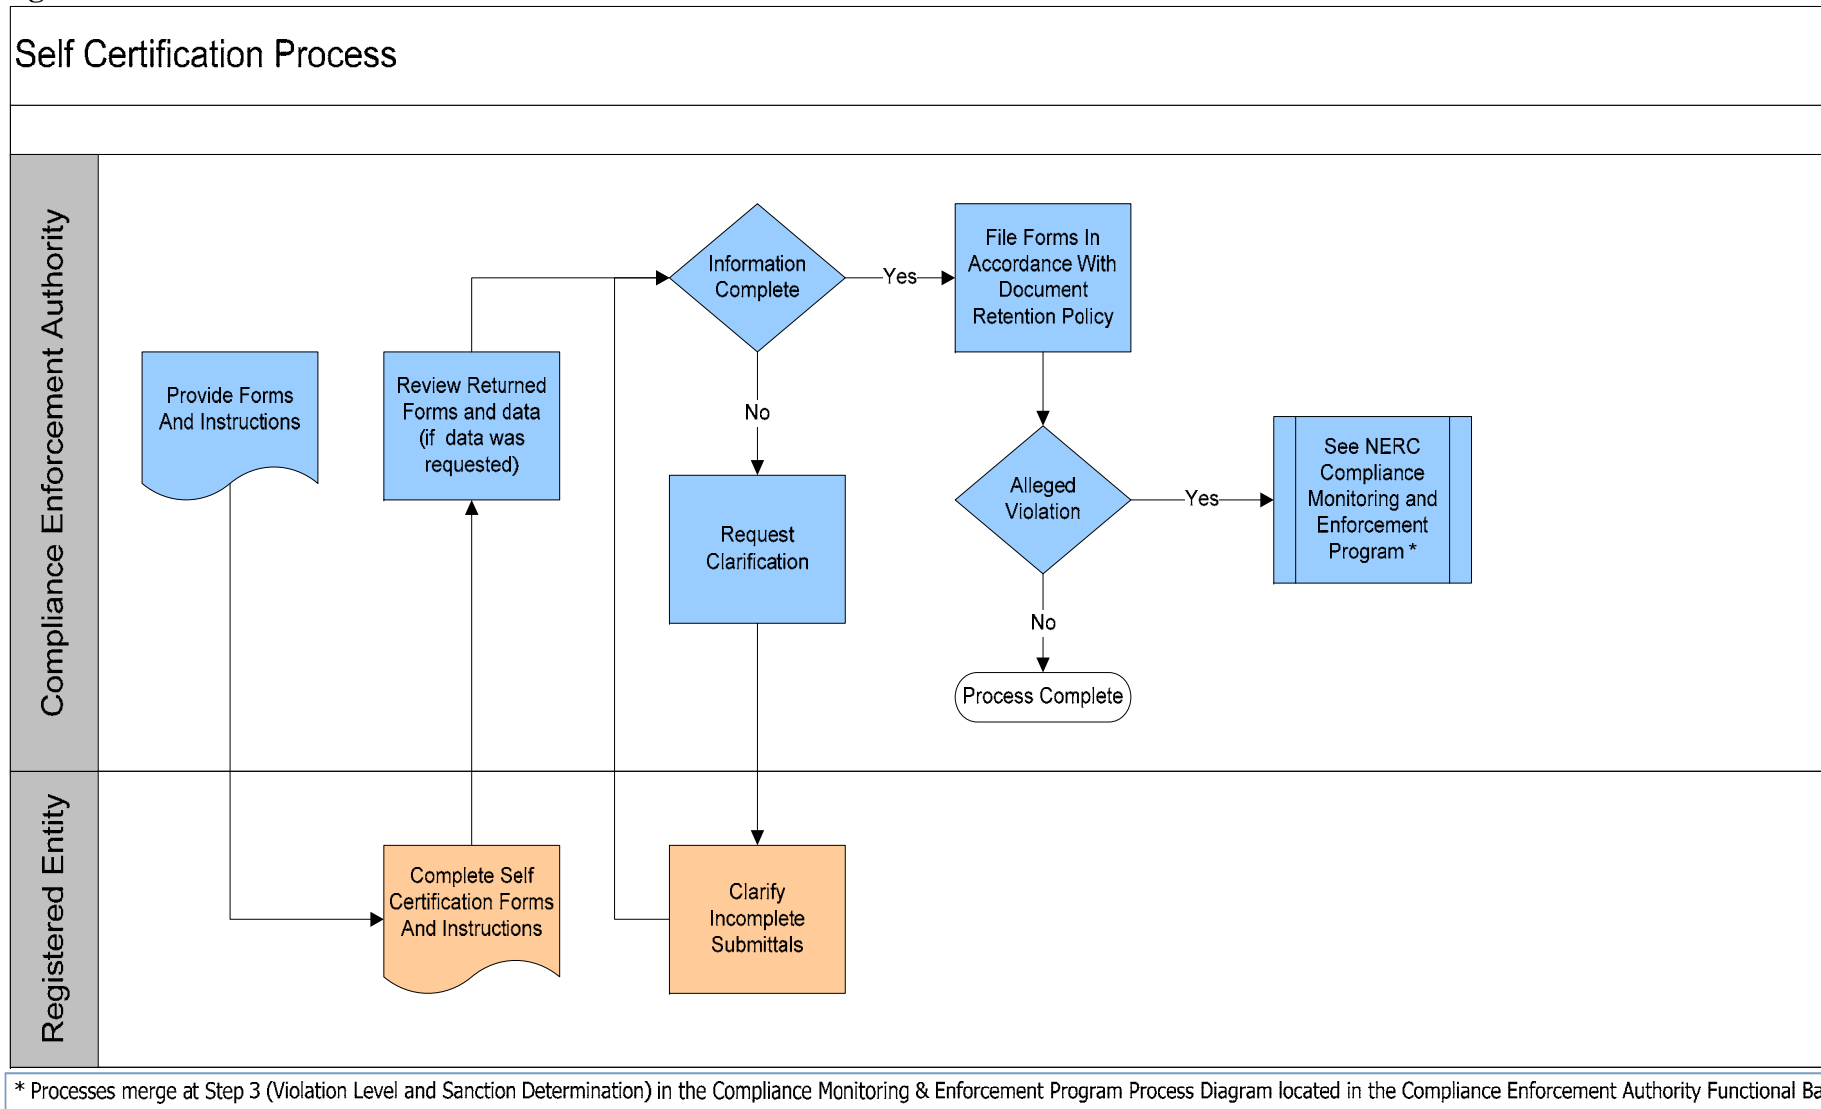 Self Certification Process
Compliance Enforcement Authority
Provide Forms
And Instructions
Review Returned
Forms and data
(if data was
requested)
Information
Complete
Yes
File Forms In
Accordance With
Document
Retention Policy
No
Request
Clarification
Alleged
Violation
Yes
See NERC
Compliance
Monitoring and
Enforcement
Program *
No
Process Complete
Registered Entity
Complete Self
Certification Forms
And Instructions
Clarify
Incomplete
Submittals
* Processes merge at Step 3 (Violation Level and Sanction Determination) in the Compliance Monitoring & Enforcement Program Process Diagram located in the Compliance Enforcement Authority Functional